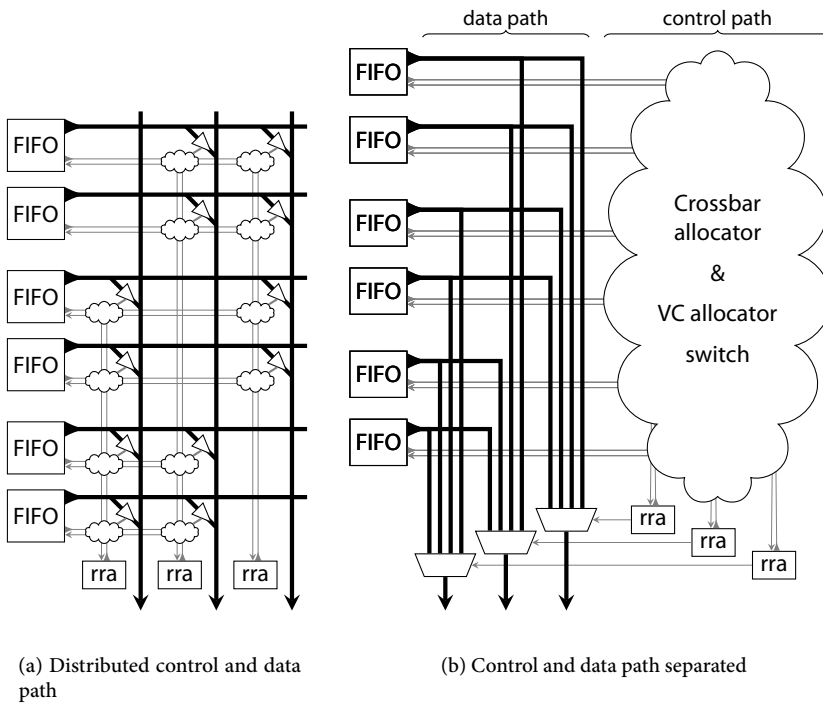 FIFO
FIFO
FIFO
FIFO
FIFO
FIFO
rra
rra
rra
(a) Distributed control and data
path
data path
control path
FIFO
FIFO
FIFO
FIFO
FIFO
FIFO
Crossbar
allocator
&
VC allocator
switch
rra
rra
rra
(b) Control and data path separated